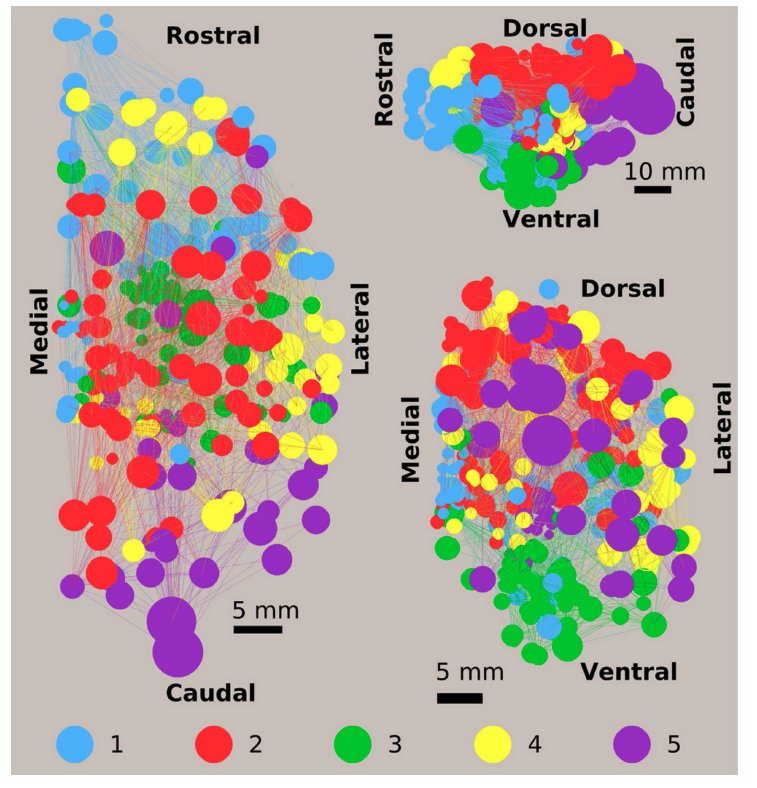 Rostral
Medial
Lateral
5 mm
Caudal
Dorsal
Rostral
Caudal
10 mm
Ventral
Dorsal
Medial
Lateral
5 mm
Ventral
1 2 3 4 5